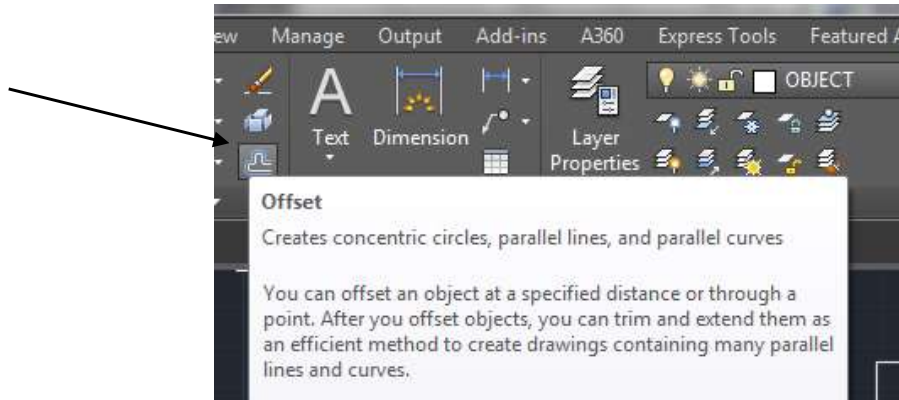 Manage Output Add-ins A360 Express Tools Featured
OBJECT
Text Dimension
Layer
Properties
Offset
Creates concentric circles, parallel lines, and parallel curves
You can offset an object at a specified distance or through a
point. After you offset objects, you can trim and extend them as
an efficient method to create drawings containing many parallel
lines and curves.